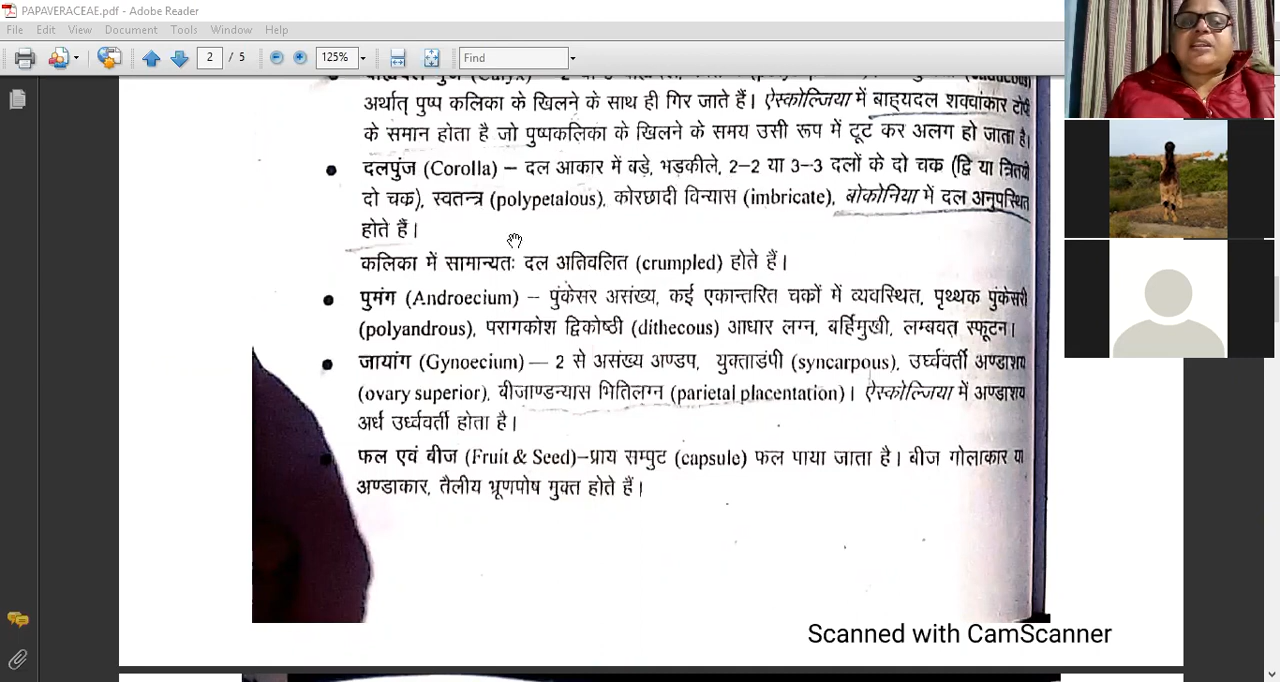 PAPAVERACEAE.pdf - Adobe Reader
File Edit View Document Tools Window Help
2 / 5 125% Find
(Calyx)
अर्थात् पुष्प कलिका के खिलने के साथ ही गिर जाते हैं। ऐस्कोल्जिया में बाह्यदल शक्वांकार टोपी
के समान होता है जो पुष्पकलिका के खिलने के समय उसी रूप में टूट कर अलग हो जाता है।
● दलपुंज (Corolla) – दल आकार में बड़े, भड़कीले, 2–2 या 3–3 दलों के दो चक्र (द्वि या त्रितयी
दो चक्र), स्वतन्त्र (polypetalous), कोरछादी विन्यास (imbricate), बोकोनिया में दल अनुपस्थित
होते हैं।
कलिका में सामान्यतः दल अतिवलित (crumpled) होते हैं।
● पुमंग (Androecium) – पुंकेसर असंख्य, कई एकान्तरित चक्रों में व्यवस्थित, पृथ्थक पुंकेसरी
(polyandrous), परागकोश द्विकोष्ठी (dithecous) आधार लग्न, बर्हिमुखी, लम्बवत स्फूटन।
● जायांग (Gynoecium) — 2 से असंख्य अण्डप, युक्ताडंपी (syncarpous), उर्ध्ववर्ती अण्डाशय
(ovary superior), बीजाण्डन्यास भितिलग्न (parietal placentation)। ऐस्कोल्जिया में अण्डाशय
अर्ध उर्ध्ववर्ती होता है।
● फल एवं बीज (Fruit & Seed)–प्राय सम्पुट (capsule) फल पाया जाता है। बीज गोलाकार या
अण्डाकार, तैलीय भ्रूणपोष युक्त होते हैं।
Scanned with CamScanner